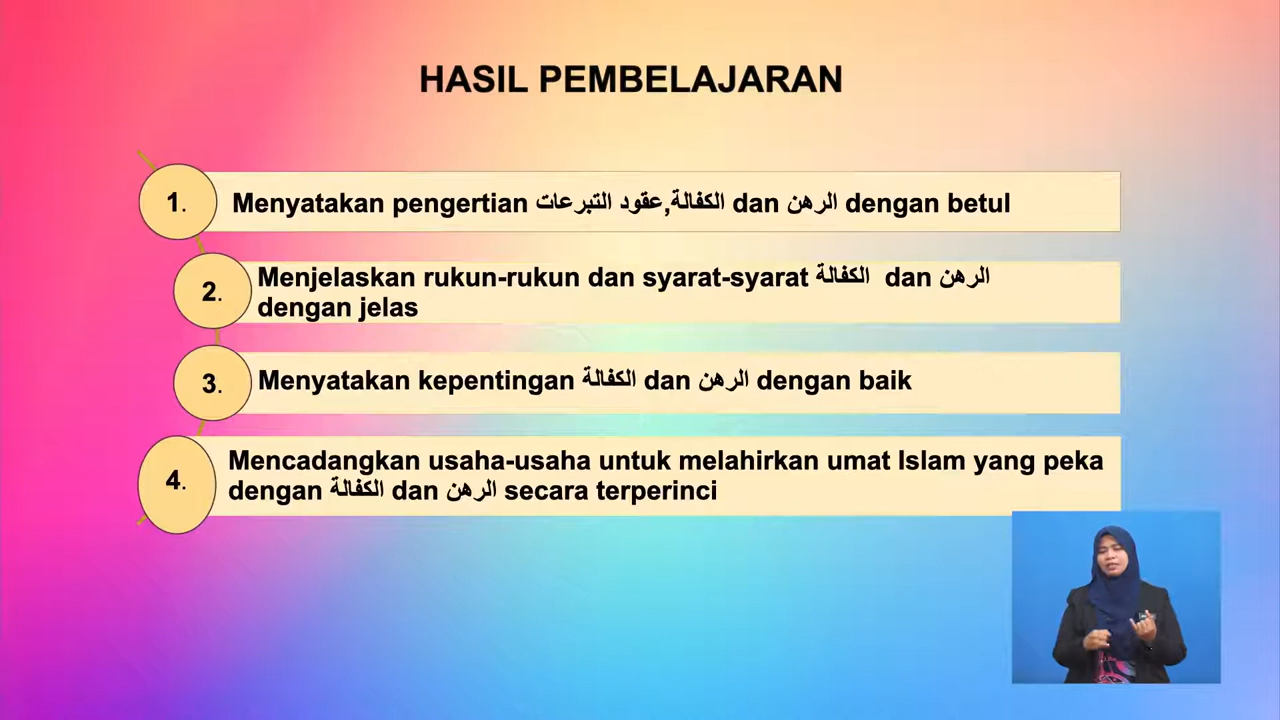 HASIL PEMBELAJARAN
1.
Menyatakan pengertian عقود التبرعات,الكفالة dan الرهن dengan betul
2.
Menjelaskan rukun-rukun dan syarat-syarat الكفالة dan الرهن
dengan jelas
3.
Menyatakan kepentingan الكفالة dan الرهن dengan baik
4.
Mencadangkan usaha-usaha untuk melahirkan umat Islam yang peka
dengan الكفالة dan الرهن secara terperinci